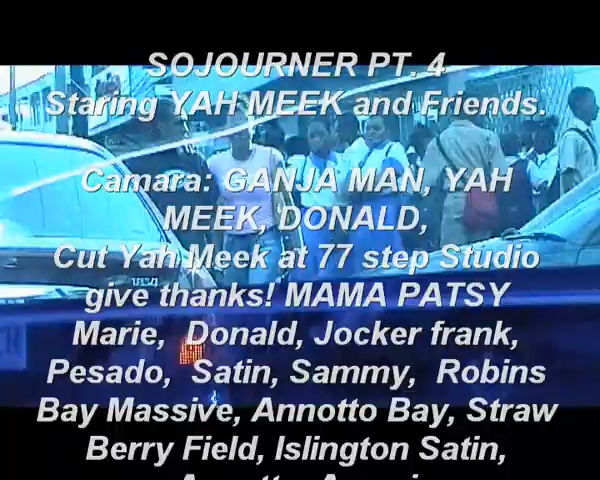 SOJOURNER PT. 4
Staring YAH MEEK and Friends.
Camara: GANJA MAN, YAH
MEEK, DONALD,
Cut Yah Meek at 77 step Studio
give thanks! MAMA PATSY
Marie, Donald, Jocker frank,
Pesado, Satin, Sammy, Robins
Bay Massive, Annotto Bay, Straw
Berry Field, Islington Satin,